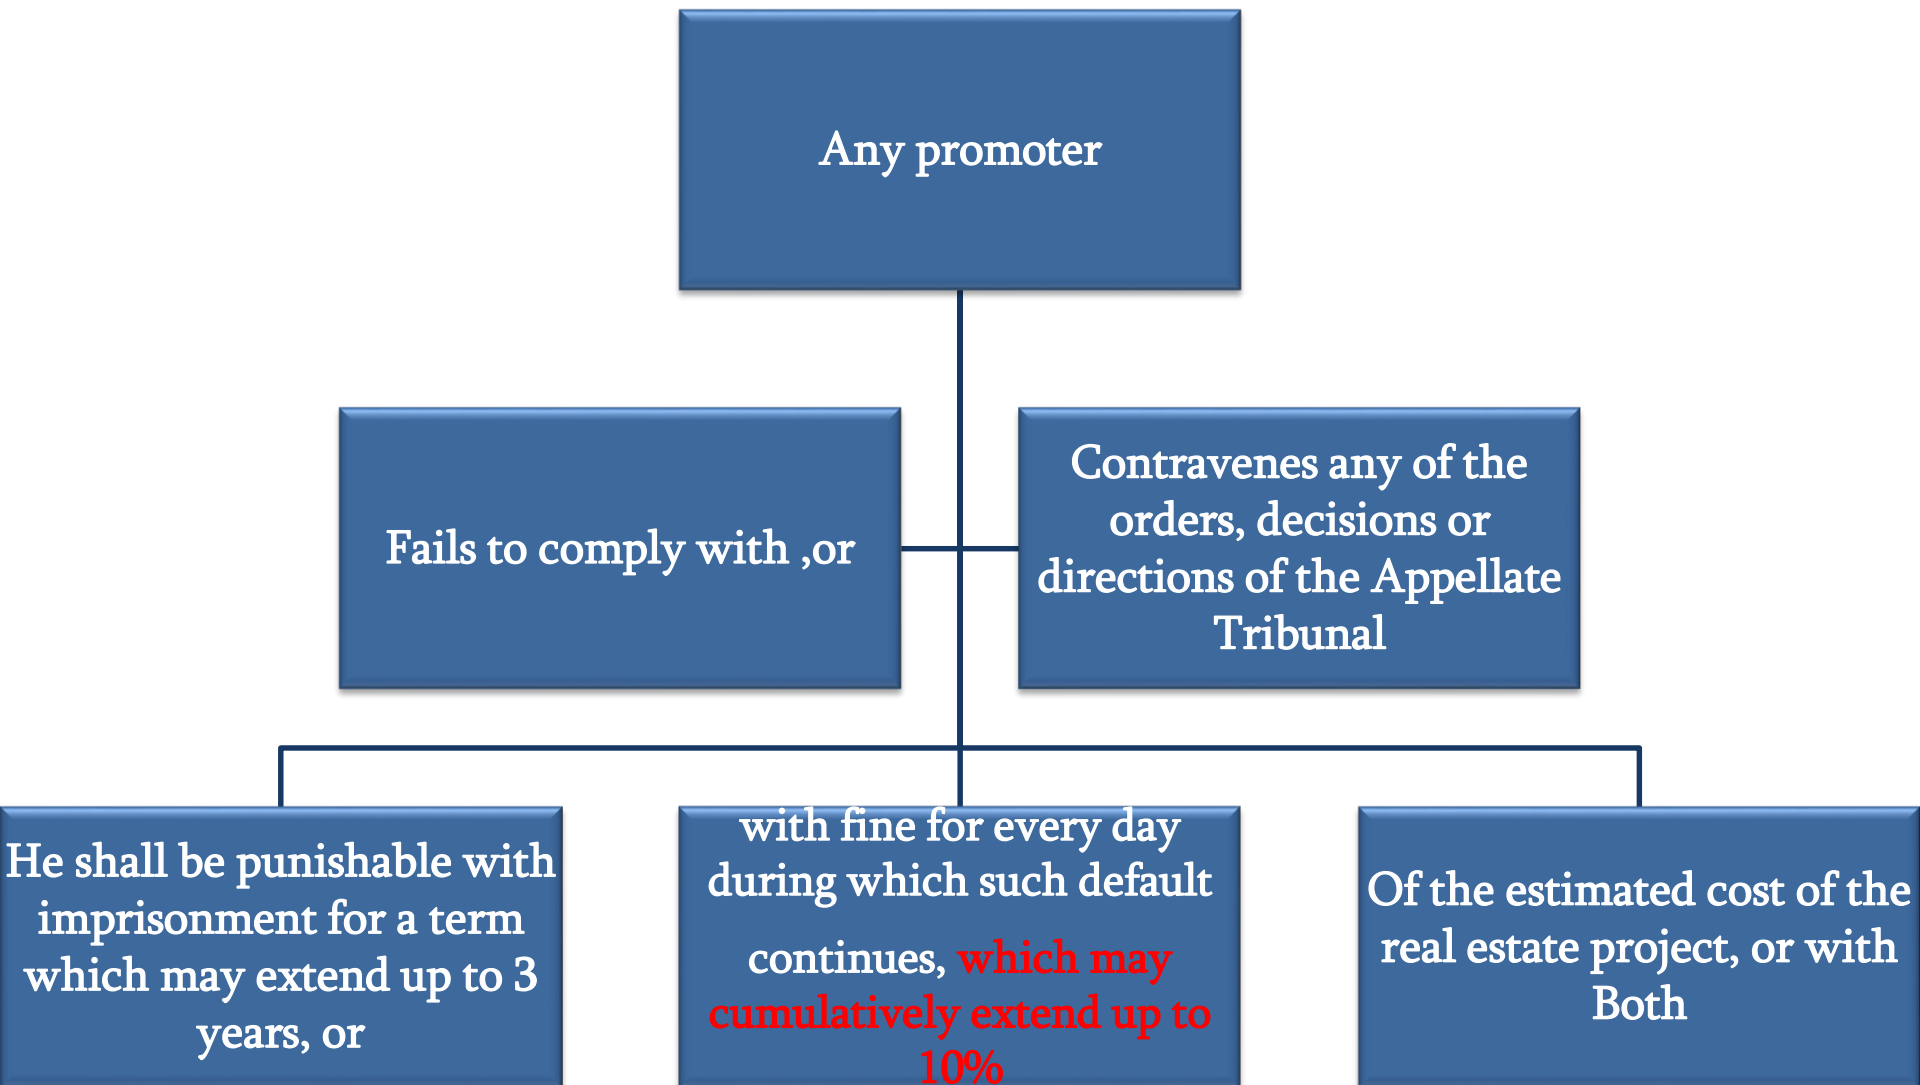 Any promoter
Fails to comply with ,or
Contravenes any of the
orders, decisions or
directions of the Appellate
Tribunal
He shall be punishable with
imprisonment for a term
which may extend up to 3
years, or
with fine for every day
during which such default
continues, which may
cumulatively extend up to
10%
Of the estimated cost of the
real estate project, or with
Both